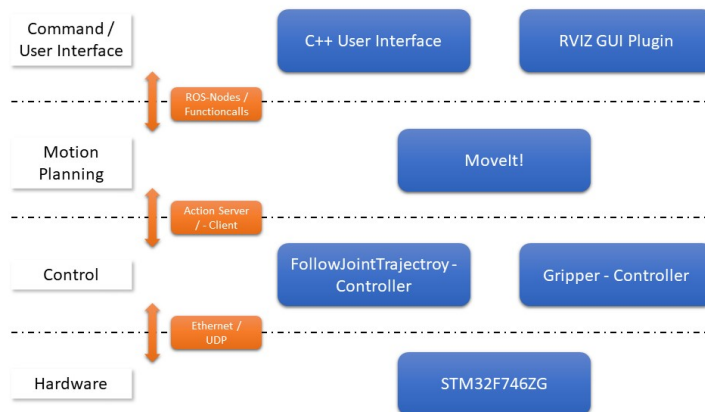 Command /
User Interface
C++ User Interface
RVIZ GUI Plugin
ROS-Nodes /
Functioncalls
Motion
Planning
MoveIt!
Action Server
/ - Client
Control
FollowJointTrajectroy -
Controller
Gripper - Controller
Ethernet /
UDP
Hardware
STM32F746ZG